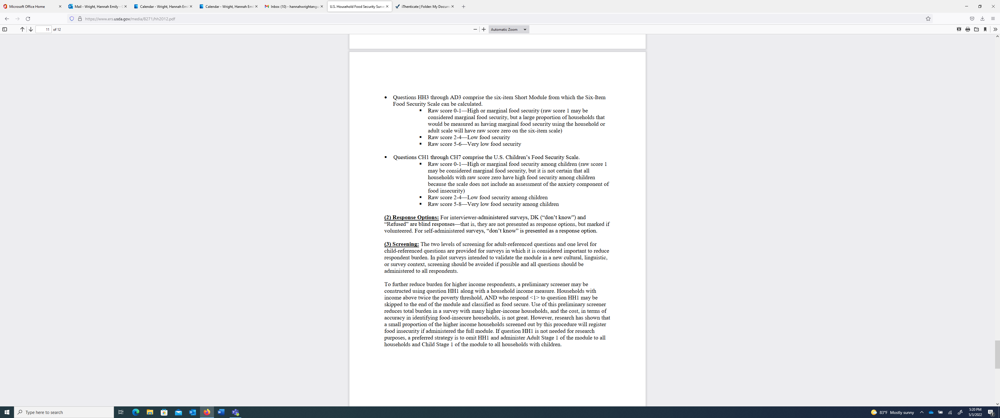 Microsoft Office Home
Mail - Wright, Hannah Emily -
Calendar - Wright, Hannah Emi
Calendar - Wright, Hannah Emi
Inbox (10) - hannahwrightangu
U.S. Household Food Security Surve
iThenticate | Folder: My Docum
https://www.ers.usda.gov/media/8271/hh2012.pdf
11 of 12
Automatic Zoom
• Questions HH3 through AD3 comprise the six-item Short Module from which the Six-Item
Food Security Scale can be calculated.
▪ Raw score 0-1—High or marginal food security (raw score 1 may be
considered marginal food security, but a large proportion of households that
would be measured as having marginal food security using the household or
adult scale will have raw score zero on the six-item scale)
▪ Raw score 2-4—Low food security
▪ Raw score 5-6—Very low food security
▪ Questions CH1 through CH7 comprise the U.S. Children’s Food Security Scale.
▪ Raw score 0-1—High or marginal food security among children (raw score 1
may be considered marginal food security, but it is not certain that all
households with raw score zero have high food security among children
because the scale does not include an assessment of the anxiety component of
food insecurity)
▪ Raw score 2-4—Low food security among children
▪ Raw score 5-8—Very low food security among children
(2) Response Options: For interviewer-administered surveys, DK (“don’t know”) and
“Refused” are blind responses—that is, they are not presented as response options, but marked if
volunteered. For self-administered surveys, “don’t know” is presented as a response option.
(3) Screening: The two levels of screening for adult-referenced questions and one level for
child-referenced questions are provided for surveys in which it is considered important to reduce
respondent burden. In pilot surveys intended to validate the module in a new cultural, linguistic,
or survey context, screening should be avoided if possible and all questions should be
administered to all respondents.
To further reduce burden for higher income respondents, a preliminary screener may be
constructed using question HH1 along with a household income measure. Households with
income above twice the poverty threshold, AND who respond <1> to question HH1 may be
skipped to the end of the module and classified as food secure. Use of this preliminary screener
reduces total burden in a survey with many higher-income households, and the cost, in terms of
accuracy in identifying food-insecure households, is not great. However, research has shown that
a small proportion of the higher income households screened out by this procedure will register
food insecurity if administered the full module. If question HH1 is not needed for research
purposes, a preferred strategy is to omit HH1 and administer Adult Stage 1 of the module to all
households and Child Stage 1 of the module to all households with children.
Type here to search
83°F Mostly sunny
5:20 PM
5/3/2022
2